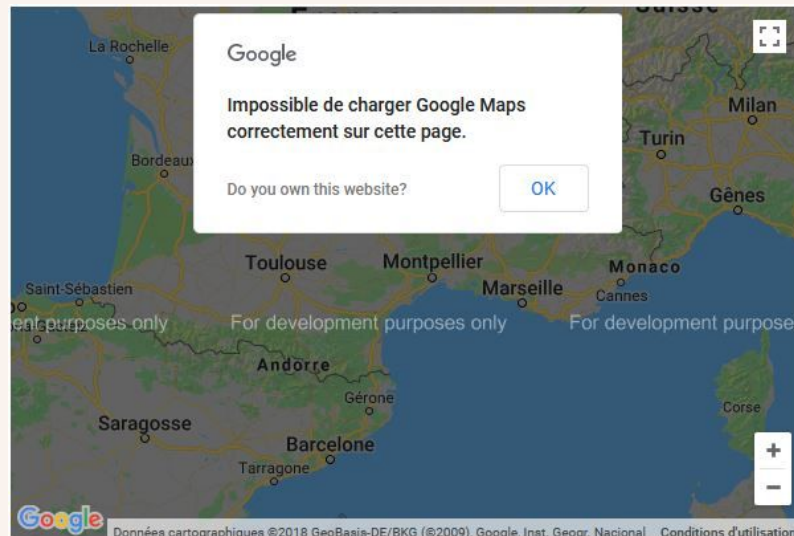 Suisse
La Rochelle
Google
Impossible de charger Google Maps
correctement sur cette page.
Milan
Turin
Bordeaux
Do you own this website?
OK
Gênes
Toulouse
Montpellier
Monaco
Marseille
Cannes
Saint-Sébastien
ent purposes only
For development purposes only
For development purpose
Andorre
Gérone
Corse
Saragosse
Barcelone
Tarragone
+
−
Google
Données cartographiques ©2018 GeoBasis-DE/BKG (©2009), Google, Inst. Geogr. Nacional
Conditions d'utilisation